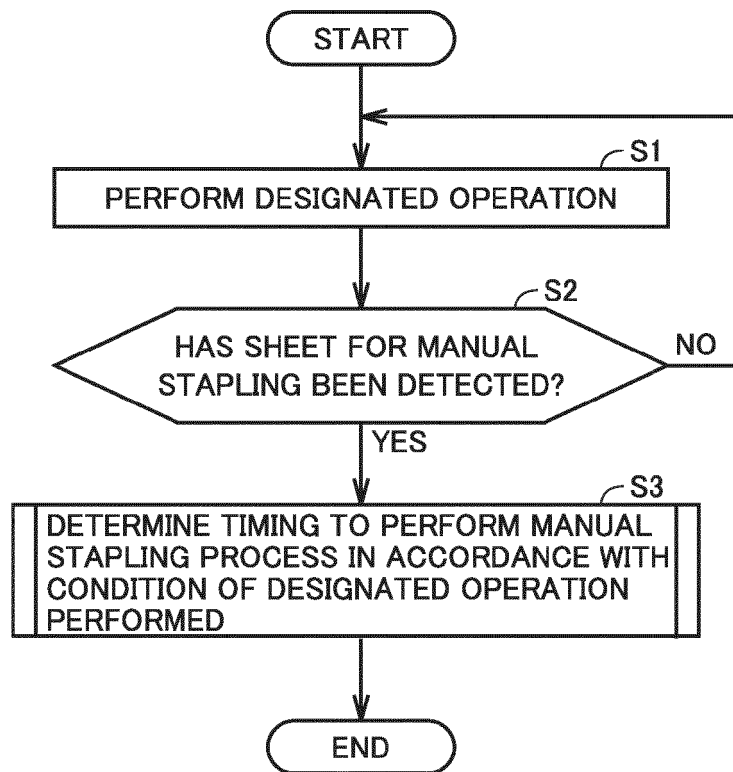 START
S1
PERFORM DESIGNATED OPERATION
S2
HAS SHEET FOR MANUAL
STAPLING BEEN DETECTED?
NO
YES
S3
DETERMINE TIMING TO PERFORM MANUAL
STAPLING PROCESS IN ACCORDANCE WITH
CONDITION OF DESIGNATED OPERATION
PERFORMED
END